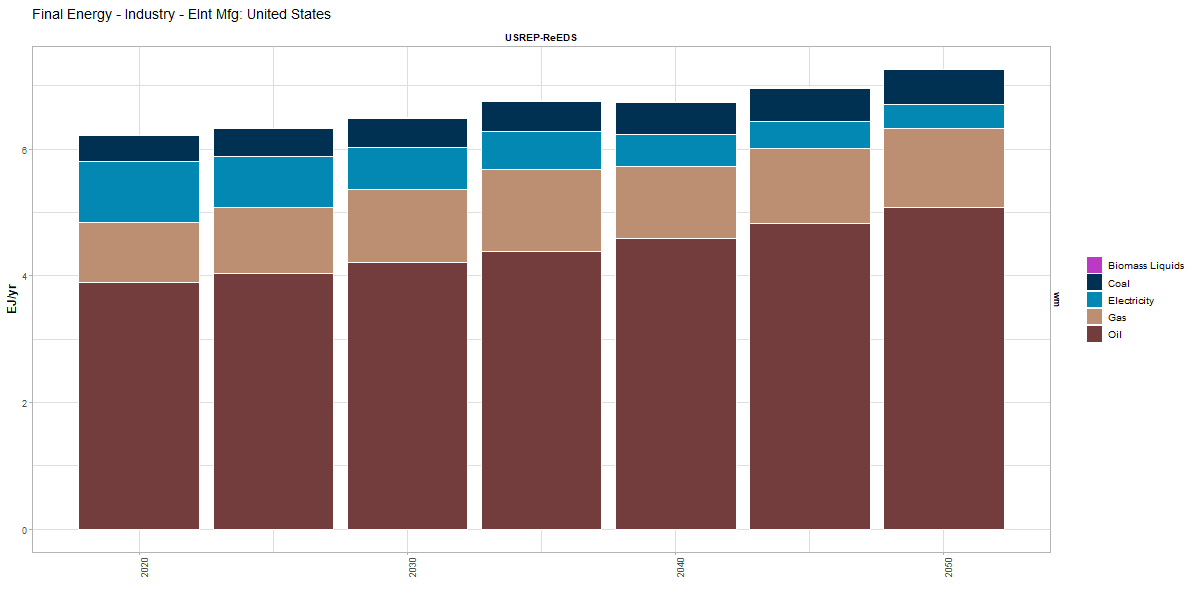 Final Energy - Industry - EInt Mfg: United States
USREP-ReEDS
EJ/yr
6
4
2
0
2020
2030
2040
2050
wm
Biomass Liquids
Coal
Electricity
Gas
Oil